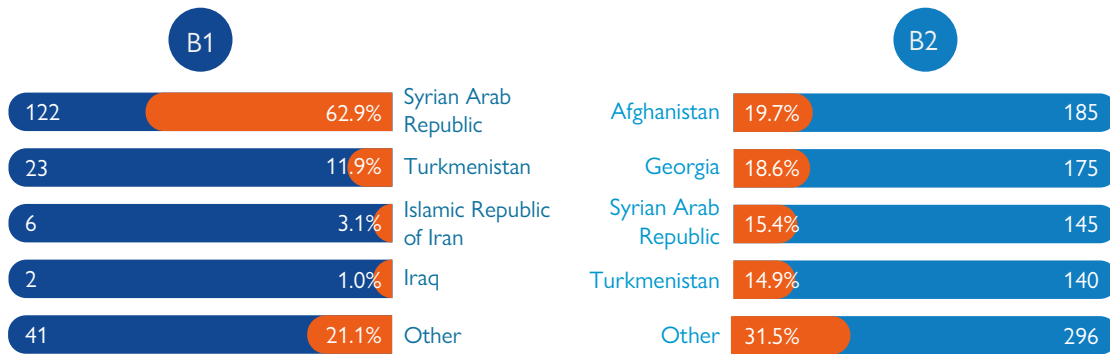 B1
122 62.9% Syrian Arab
Republic
23 11.9% Turkmenistan
6 3.1% Islamic Republic
of Iran
2 1.0% Iraq
41 21.1% Other
B2
Afghanistan 19.7% 185
Georgia 18.6% 175
Syrian Arab
Republic 15.4% 145
Turkmenistan 14.9% 140
Other 31.5% 296